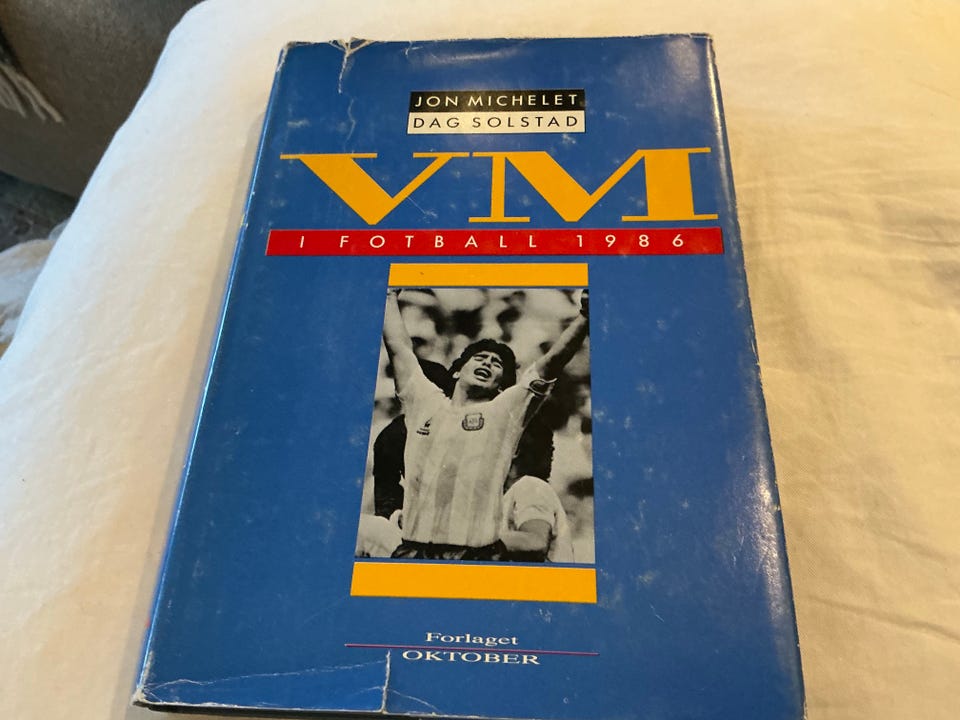 JON MICHELET
DAG SOLSTAD
VM
I FOTBALL 1986
Forlaget
OKTOBER